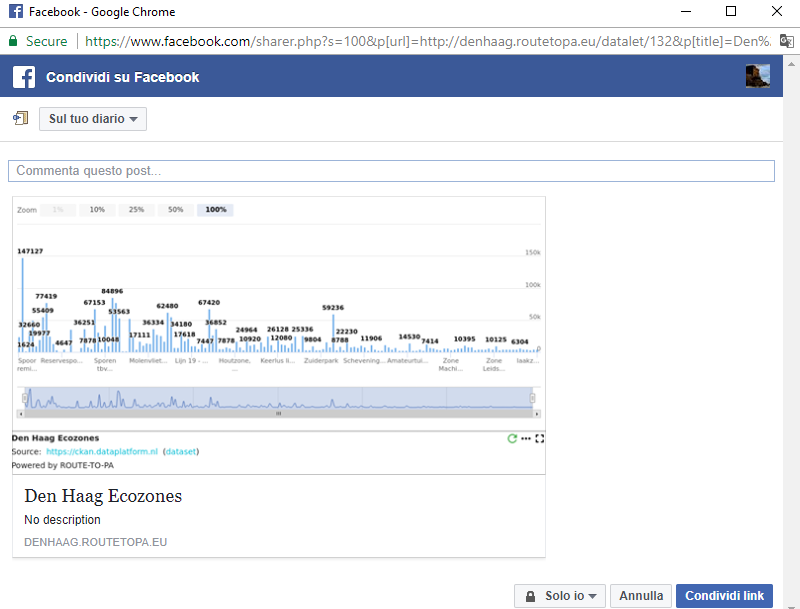 Facebook - Google Chrome
Secure | https://www.facebook.com/sharer.php?s=100&p[url]=http://denhaag.routetopa.eu/datalet/132&p[title]=Den%
Condividi su Facebook
Sul tuo diario
Commenta questo post...
Zoom 10% 25% 50% 100%
147127
150k
84896
100k
77419 67153 62480 67420 59236
55409 53563
50k
32660 36251 36334 34180 36852
19977 17111 17618 24964 26128 25336 22230
1624 4647 7878 10048 7447 7878 10920 12080 9804 8788 11906 14530 7414 10395 10125 6304
0
Spoor remi... Reservespo... Sporen tbv... Molenvliet... Lijn 19 - ... Houtzone, ... Keerius li... Zuiderpark Schevening... Amateurtui... Zone Machi... Zone Leids... laakz...
Den Haag Ecozones
Source: https://ckan.dataplatform.nl (dataset)
Powered by ROUTE-TO-PA
Den Haag Ecozones
No description
DENHAAG.ROUTETOPA.EU
Solo io Annulla Condividi link